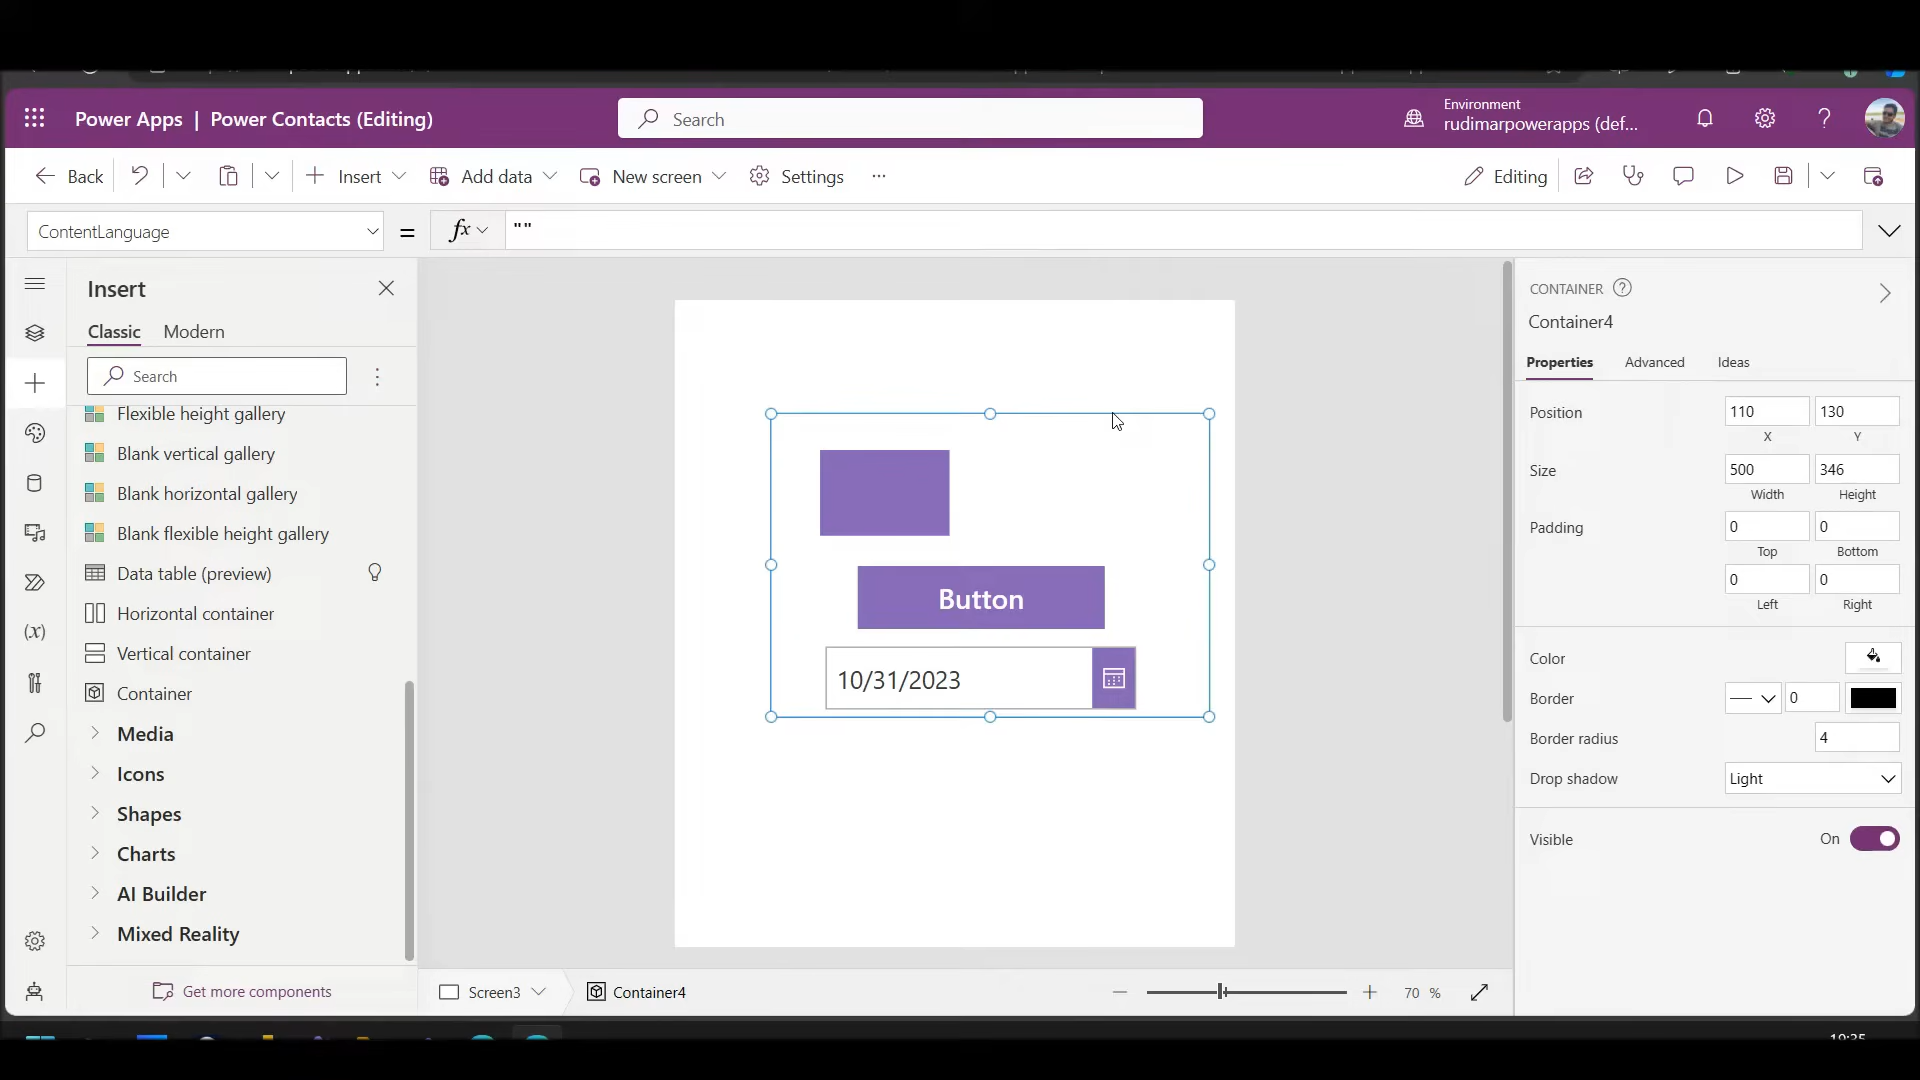 Power Apps | Power Contacts (Editing)
Search
Environment
rudimarpowerapps (def...
Back
Insert
Add data
New screen
Settings
...
Editing
ContentLanguage
=
fx
""
Insert
Classic
Modern
Search
Flexible height gallery
Blank vertical gallery
Blank horizontal gallery
Blank flexible height gallery
Data table (preview)
Horizontal container
Vertical container
Container
Media
Icons
Shapes
Charts
AI Builder
Mixed Reality
Get more components
Button
10/31/2023
Screen3
Container4
70 %
CONTAINER
Container4
Properties
Advanced
Ideas
Position
110
130
X
Y
Size
500
346
Width
Height
Padding
0
0
Top
Bottom
0
0
Left
Right
Color
Border
0
Border radius
4
Drop shadow
Light
Visible
On